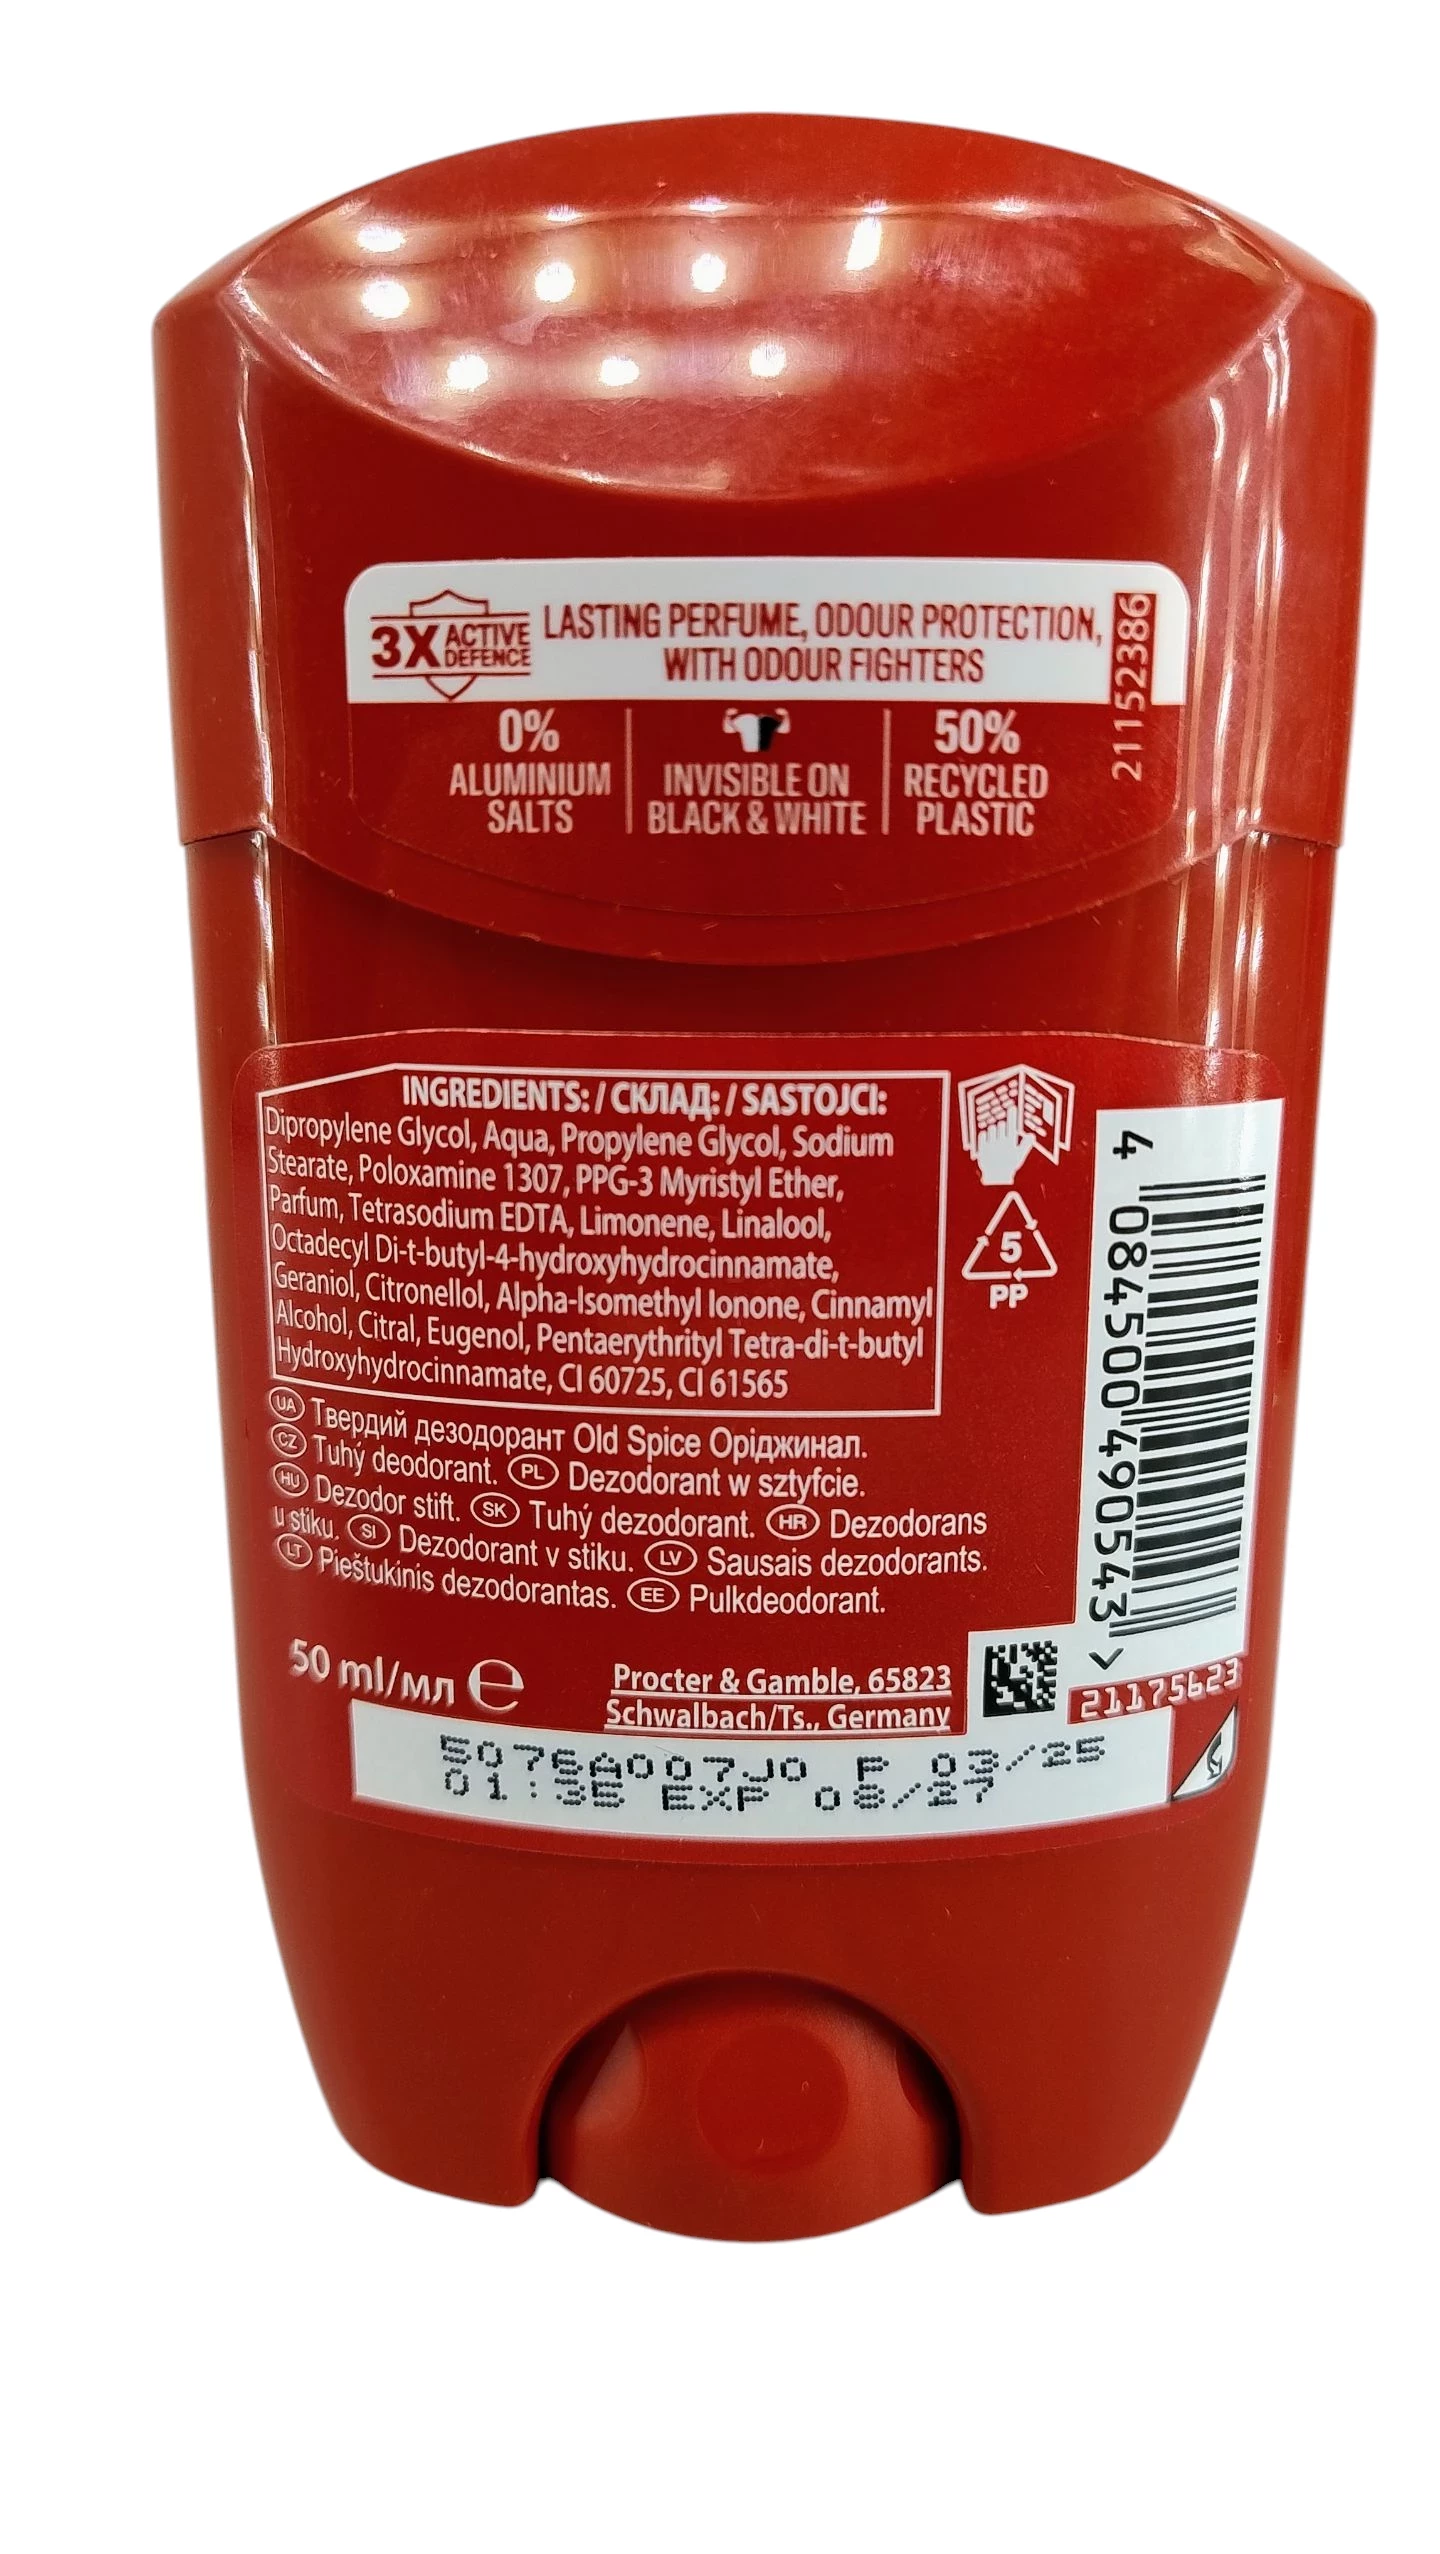 3X ACTIVE DEFENCE
LASTING PERFUME, ODOUR PROTECTION,
WITH ODOUR FIGHTERS
21152386
0%
ALUMINIUM
SALTS
INVISIBLE ON
BLACK & WHITE
50%
RECYCLED
PLASTIC
INGREDIENTS: / СКЛАД: / SASTOJCI:
Dipropylene Glycol, Aqua, Propylene Glycol, Sodium
Stearate, Poloxamine 1307, PPG-3 Myristyl Ether,
Parfum, Tetrasodium EDTA, Limonene, Linalool,
Octadecyl Di-t-butyl-4-hydroxyhydrocinnamate,
Geraniol, Citronellol, Alpha-Isomethyl Ionone, Cinnamyl
Alcohol, Citral, Eugenol, Pentaerythrityl Tetra-di-t-butyl
Hydroxyhydrocinnamate, CI 60725, CI 61565
5
PP
4 084500 490543 >
UA Твердий дезодорант Old Spice Оріджинал.
CZ Tuhý deodorant. PL Dezodorant w sztyfcie.
HU Dezodor stift. SK Tuhý dezodorant. HR Dezodorans
u stiku. SI Dezodorant v stiku. LV Sausais dezodorants.
LT Pieštukinis dezodorantas. EE Pulkdeodorant.
50 ml/мл e
Procter & Gamble, 65823
Schwalbach/Ts., Germany
21175623
5075A007J0 P 03/25
01:36 EXP 08/27